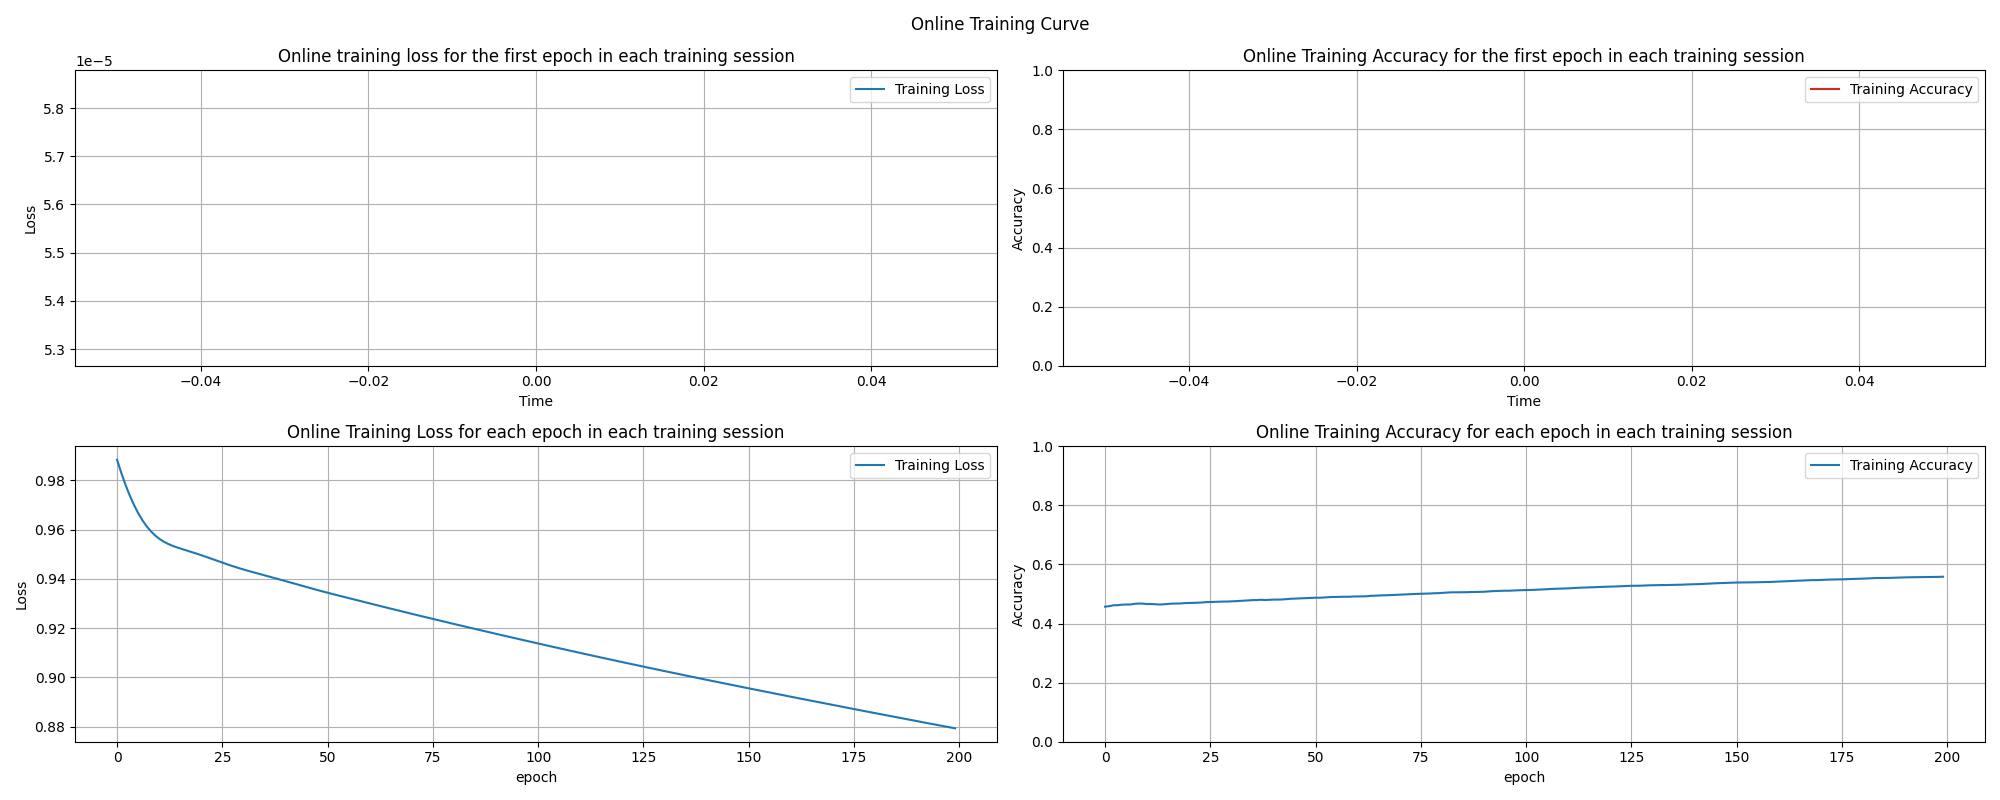 Online Training Curve
Online training loss for the first epoch in each training session
1e−5
Training Loss
5.8
5.7
5.6
5.5
5.4
5.3
Loss
−0.04 −0.02 0.00 0.02 0.04
Time
Online Training Accuracy for the first epoch in each training session
Training Accuracy
1.0
0.8
0.6
0.4
0.2
0.0
Accuracy
−0.04 −0.02 0.00 0.02 0.04
Time
Online Training Loss for each epoch in each training session
Training Loss
0.98
0.96
0.94
0.92
0.90
0.88
Loss
0 25 50 75 100 125 150 175 200
epoch
Online Training Accuracy for each epoch in each training session
Training Accuracy
1.0
0.8
0.6
0.4
0.2
0.0
Accuracy
0 25 50 75 100 125 150 175 200
epoch